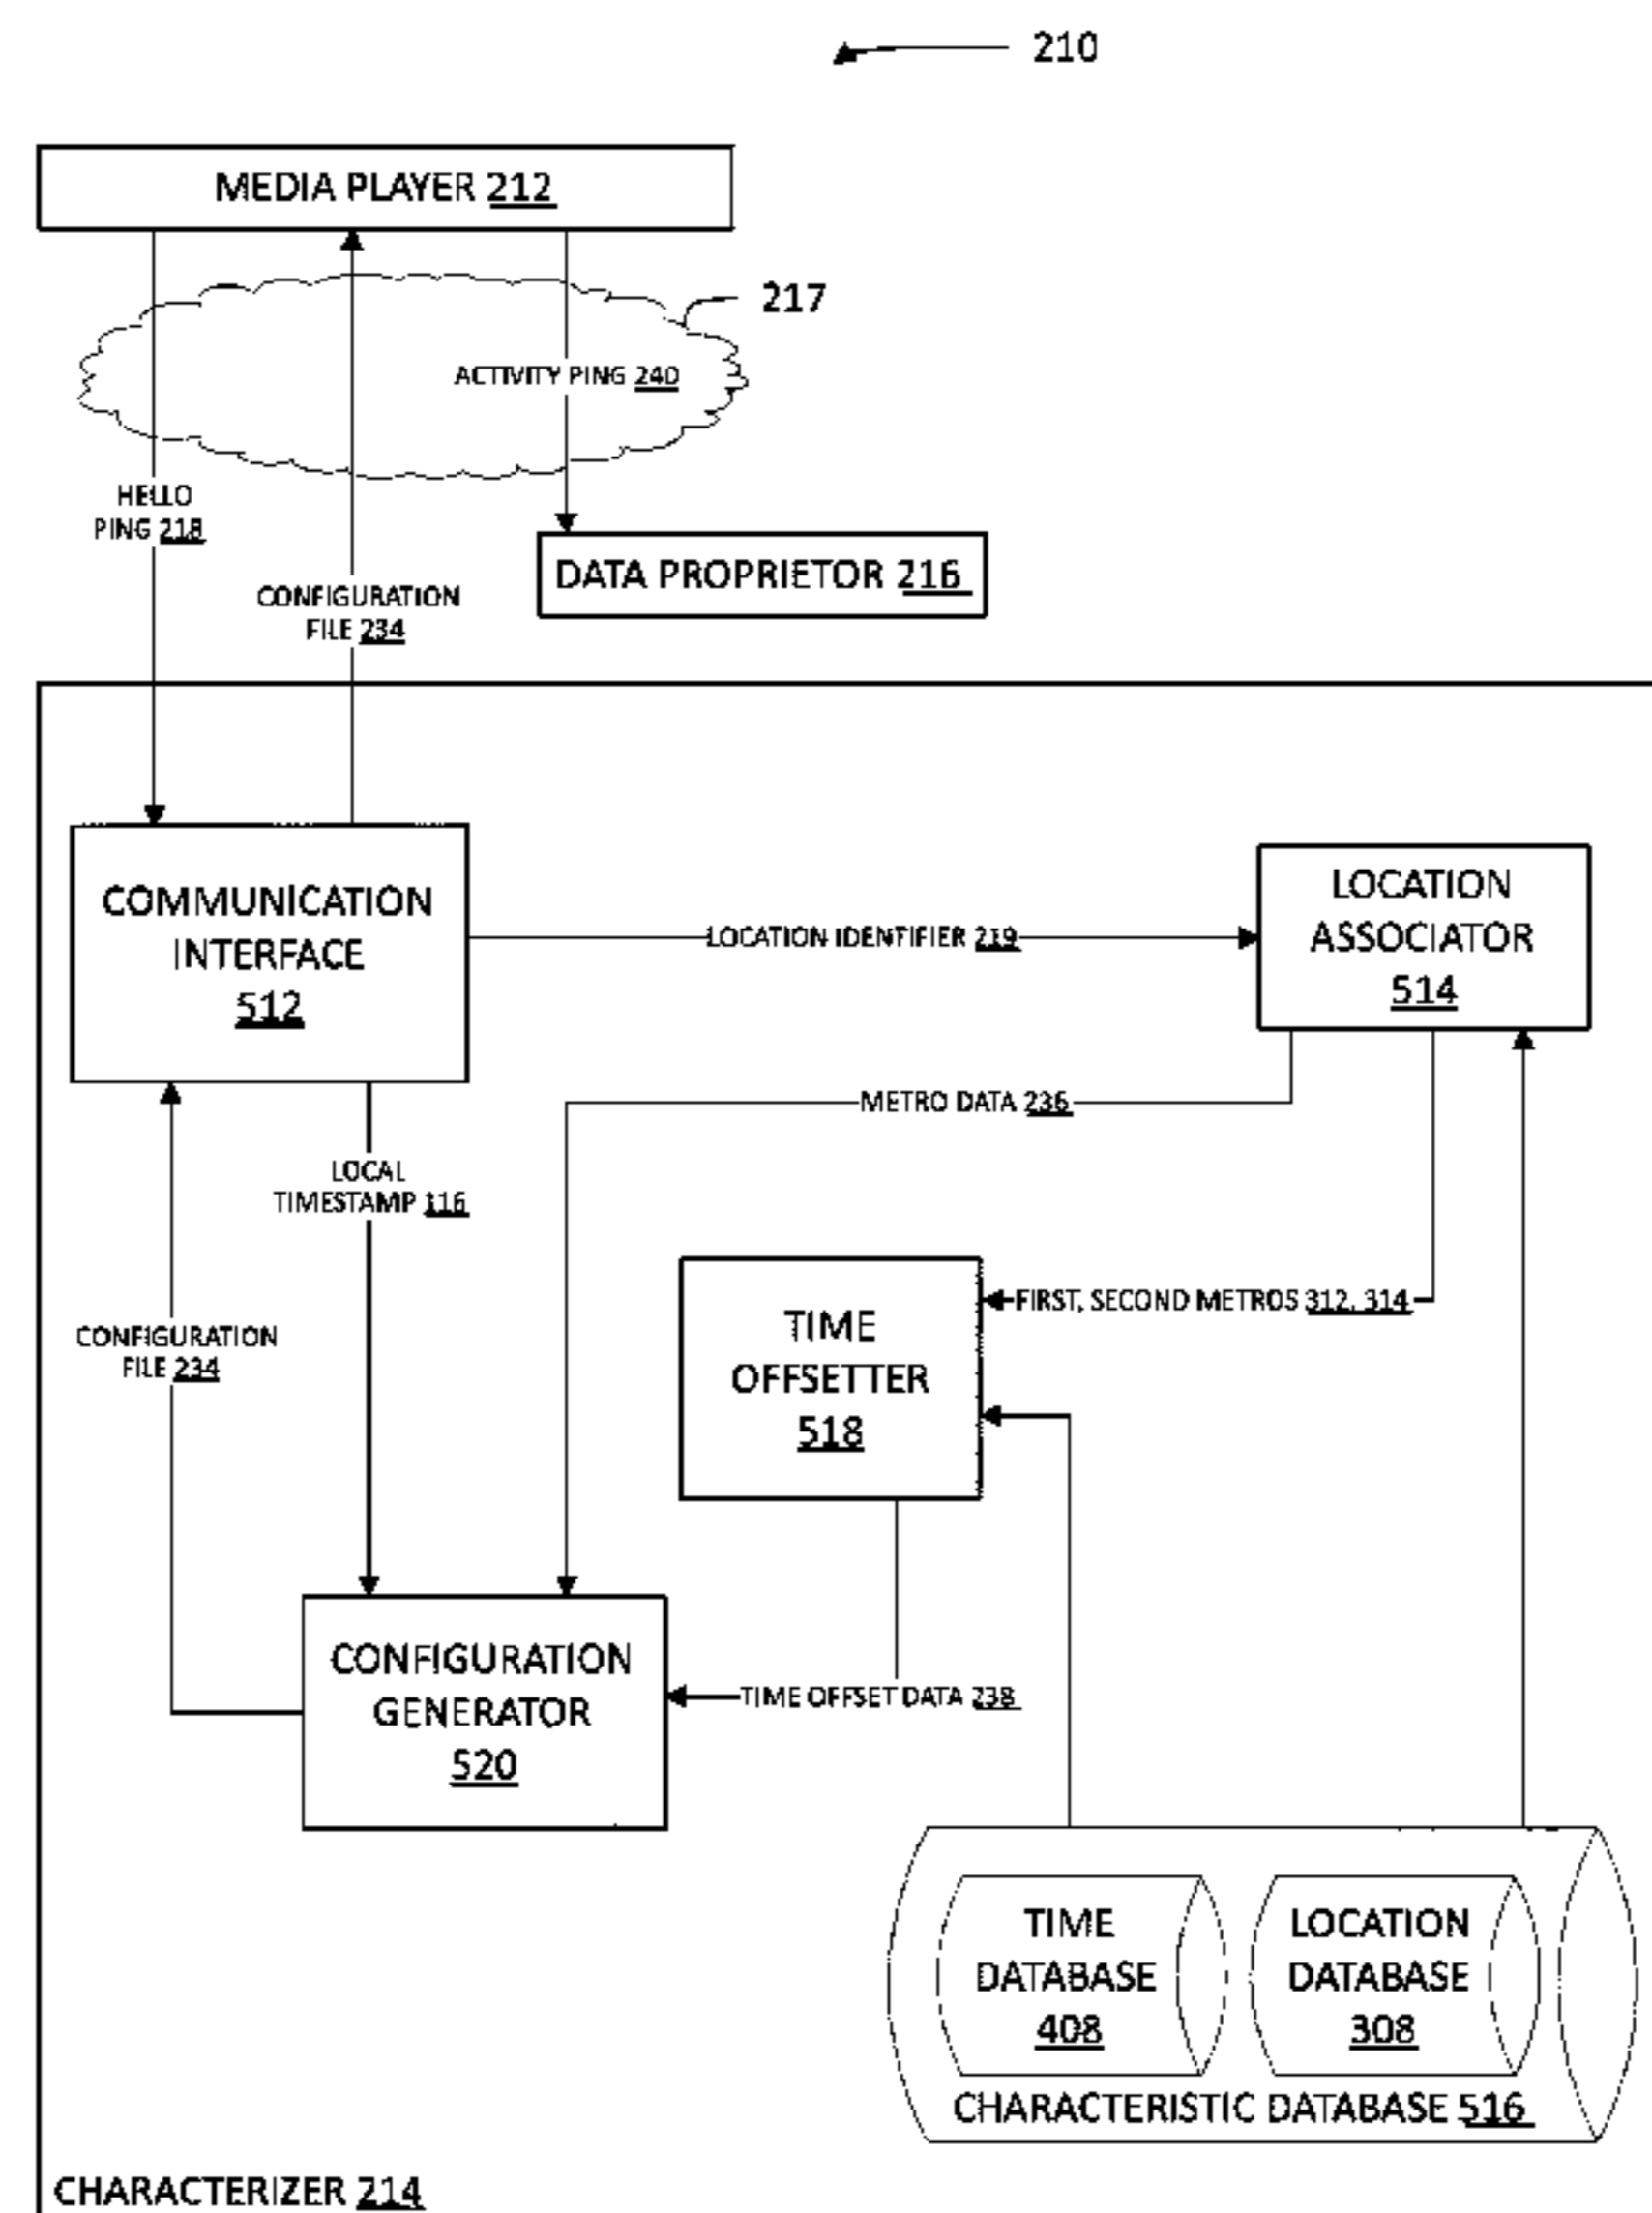 210
MEDIA PLAYER 212
217
ACTIVITY PING 240
HELLO
PING 218
DATA PROPRIETOR 216
CONFIGURATION
FILE 234
COMMUNICATION
INTERFACE
512
LOCATION
ASSOCIATOR
514
LOCATION IDENTIFIER 219
METRO DATA 236
LOCAL
TIMESTAMP 116
FIRST, SECOND METROS 312, 314
TIME
OFFSETTER
518
CONFIGURATION
FILE 234
CONFIGURATION
GENERATOR
520
TIME OFFSET DATA 238
TIME
DATABASE
408
LOCATION
DATABASE
308
CHARACTERISTIC DATABASE 516
CHARACTERIZER 214